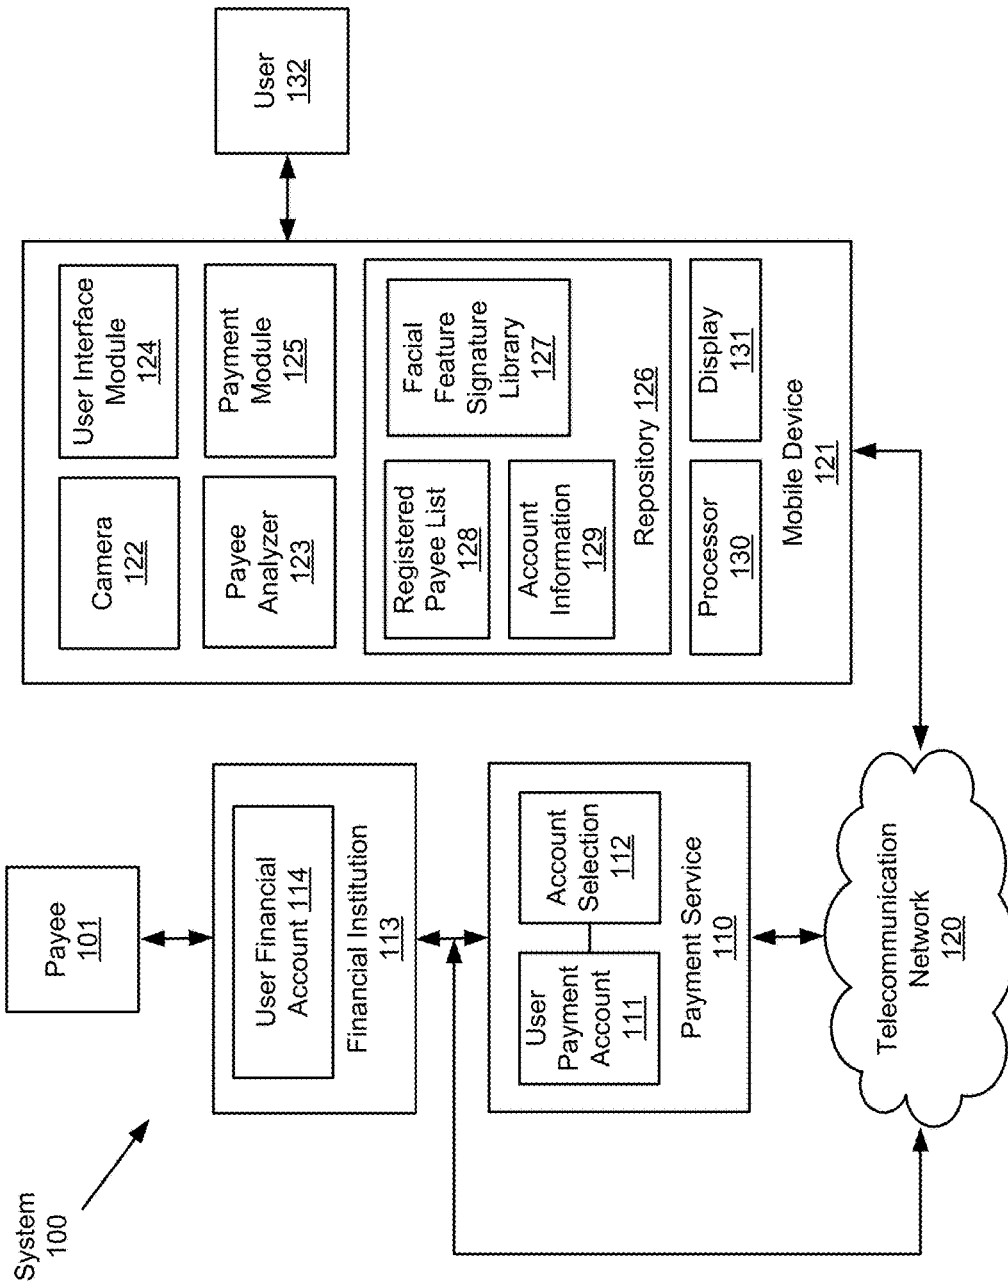 System
100
Payee
101
User Financial
Account 114
Financial Institution
113
User
Payment
Account
111
Account
Selection
112
Payment Service
110
Telecommunication
Network
120
Camera
122
User Interface
Module
124
Payee
Analyzer
123
Payment
Module
125
Registered
Payee List
128
Facial
Feature
Signature
Library
127
Account
Information
129
Repository 126
Processor
130
Display
131
Mobile Device
121
User
132